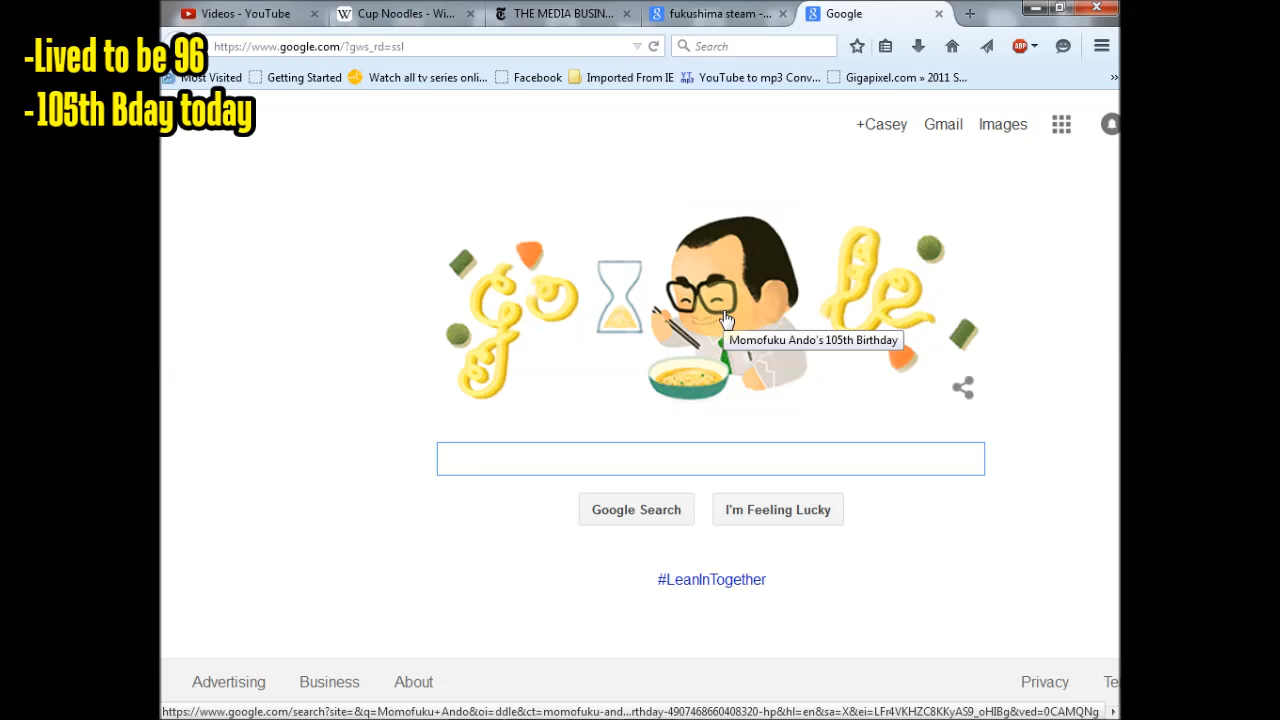 -Lived to be 96
-105th Bday today
Videos - YouTube
Cup Noodles - Wi...
THE MEDIA BUSIN...
fukushima steam -...
Google
https://www.google.com/?gws_rd=ssl
Search
ABP
Most Visited
Getting Started
Watch all tv series onli...
Facebook
Imported From IE
YouTube to mp3 Conv...
Gigapisel.com » 2011 S...
+Casey
Gmail
Images
Momofuku Ando's 105th Birthday
Google Search
I'm Feeling Lucky
#LeanInTogether
Advertising
Business
About
Privacy
Te
https://www.google.com/search?site=&q=Momofuku+Ando&oi=ddle&ct=momofuku-and...rthday-4907468660408320-hp&hl=en&sa=X&ei=LFr4VKHZC8KKyAS9_oHIBg&ved=0CAMQNg